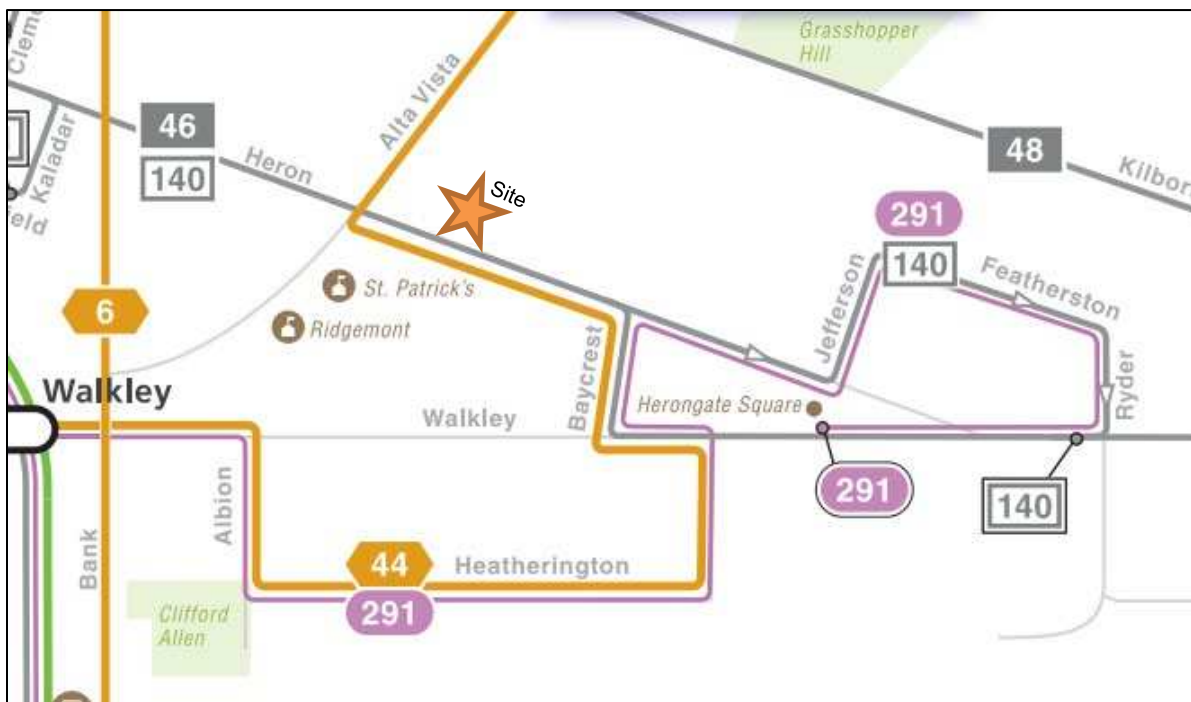 Grasshopper
Hill
Alta Vista
46
140
Kaladar
Heron
Site
48
291
140
Jefferson
Featherston
St. Patrick's
Ridgemont
6
Baycrest
Ryder
Walkley
Walkley
Herongate Square
291
140
Albion
Bank
44
Heatherington
291
Clifford
Allen